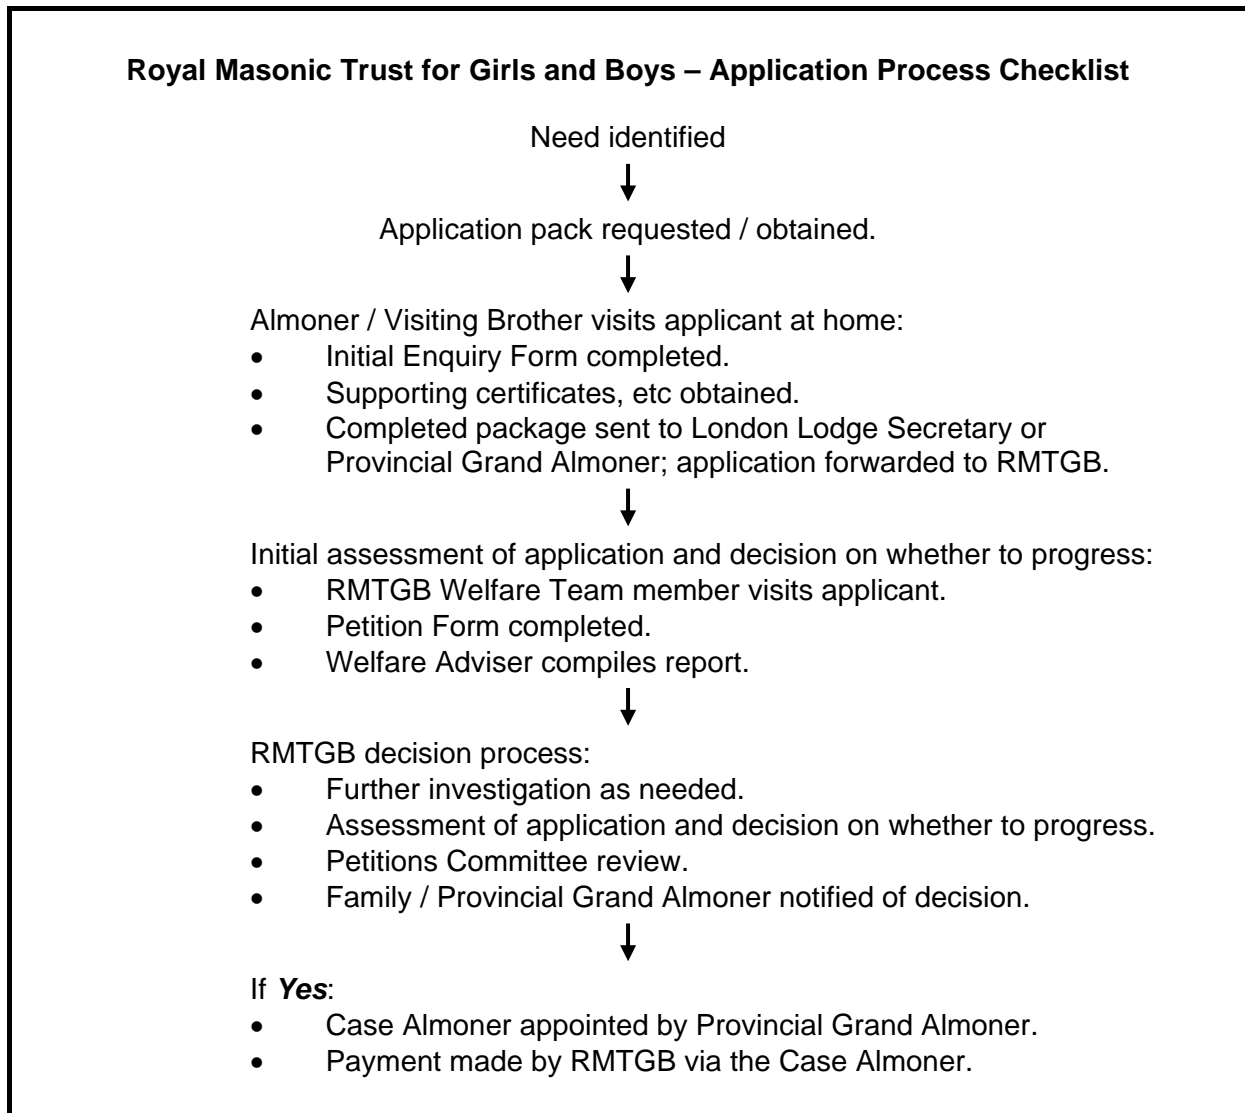 Royal Masonic Trust for Girls and Boys – Application Process Checklist
Need identified
Application pack requested / obtained.
Almoner / Visiting Brother visits applicant at home:
• Initial Enquiry Form completed.
• Supporting certificates, etc obtained.
• Completed package sent to London Lodge Secretary or
Provincial Grand Almoner; application forwarded to RMTGB.
Initial assessment of application and decision on whether to progress:
• RMTGB Welfare Team member visits applicant.
• Petition Form completed.
• Welfare Adviser compiles report.
RMTGB decision process:
• Further investigation as needed.
• Assessment of application and decision on whether to progress.
• Petitions Committee review.
• Family / Provincial Grand Almoner notified of decision.
If Yes:
• Case Almoner appointed by Provincial Grand Almoner.
• Payment made by RMTGB via the Case Almoner.